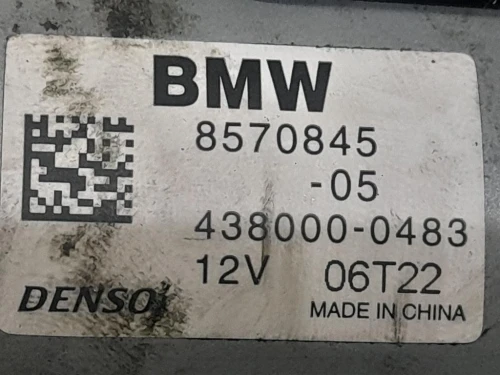 BMW
8570845
-05
438000-0483
12V 06T22
DENSO
MADE IN CHINA